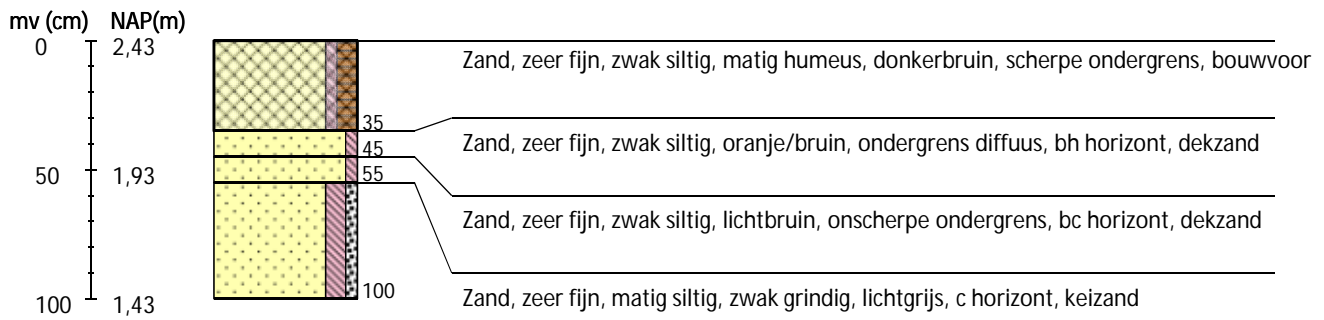 mv (cm) NAP(m)
0 2,43
Zand, zeer fijn, zwak siltig, matig humeus, donkerbruin, scherpe ondergrens, bouwvoor
35
Zand, zeer fijn, zwak siltig, oranje/bruin, ondergrens diffuus, bh horizont, dekzand
45
50 1,93
55
Zand, zeer fijn, zwak siltig, lichtbruin, onscherpe ondergrens, bc horizont, dekzand
100
Zand, zeer fijn, matig siltig, zwak grindig, lichtgrijs, c horizont, keizand
100 1,43